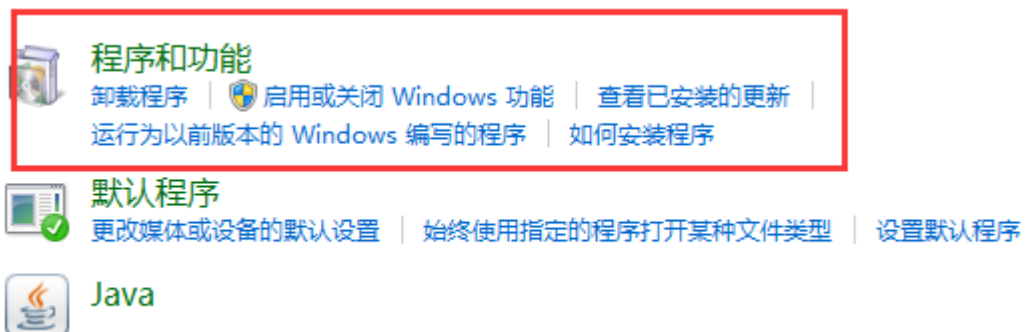 程序和功能
卸载程序 | 启用或关闭 Windows 功能 | 查看已安装的更新 |
运行为以前版本的 Windows 编写的程序 | 如何安装程序
默认程序
更改媒体或设备的默认设置 | 始终使用指定的程序打开某种文件类型 | 设置默认程序
Java